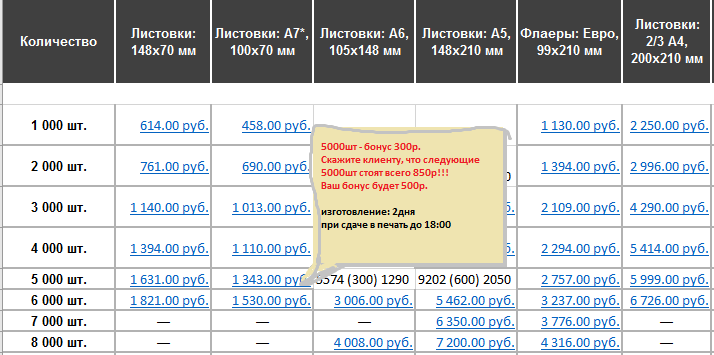 Количество Листовки: 148x70 мм Листовки: А7*, 100x70 мм Листовки: А6, 105x148 мм Листовки: А5, 148x210 мм Флаеры: Евро, 99x210 мм Листовки: 2/3 А4, 200x210 мм
1 000 шт. 614.00 руб. 458.00 руб. 1 130.00 руб. 2 250.00 руб.
2 000 шт. 761.00 руб. 690.00 руб. 1 394.00 руб. 2 996.00 руб.
3 000 шт. 1 140.00 руб. 1 013.00 руб. 2 109.00 руб. 4 290.00 руб.
4 000 шт. 1 394.00 руб. 1 110.00 руб. 2 294.00 руб. 5 414.00 руб.
5000шт - бонус 300р.
Скажите клиенту, что следующие
5000шт стоят всего 850р!!!
Ваш бонус будет 500р.
изготовление: 2дня
при сдаче в печать до 18:00
5 000 шт. 1 631.00 руб. 1 343.00 руб. (300) 1290 9202 (600) 2050 2 757.00 руб. 5 999.00 руб.
6 000 шт. 1 821.00 руб. 1 530.00 руб. 3 006.00 руб. 5 462.00 руб. 3 237.00 руб. 6 726.00 руб.
7 000 шт. — — — 6 350.00 руб. 3 776.00 руб. —
8 000 шт. — — 4 008.00 руб. 7 200.00 руб. 4 316.00 руб. —